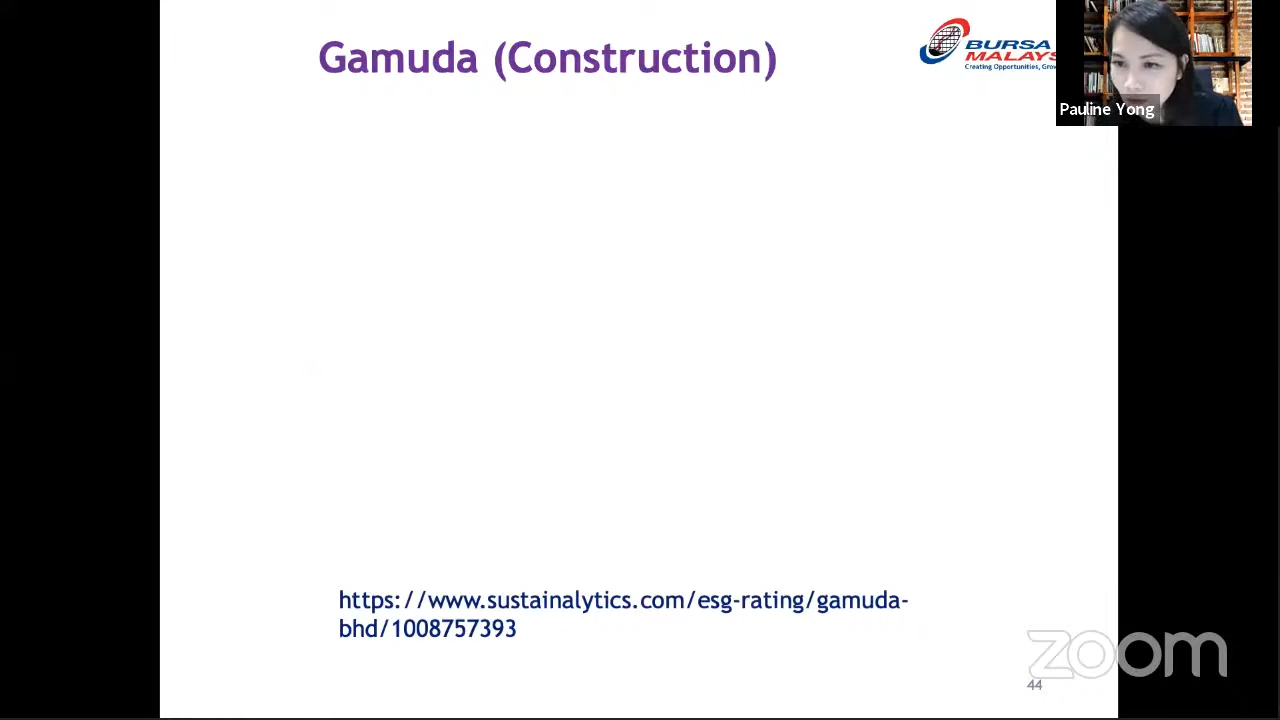 Gamuda (Construction)
BURSA
MALAYS
Creating Opportunities, Grow
Pauline Yong
https://www.sustainalytics.com/esg-rating/gamuda-
bhd/1008757393
zoom
44